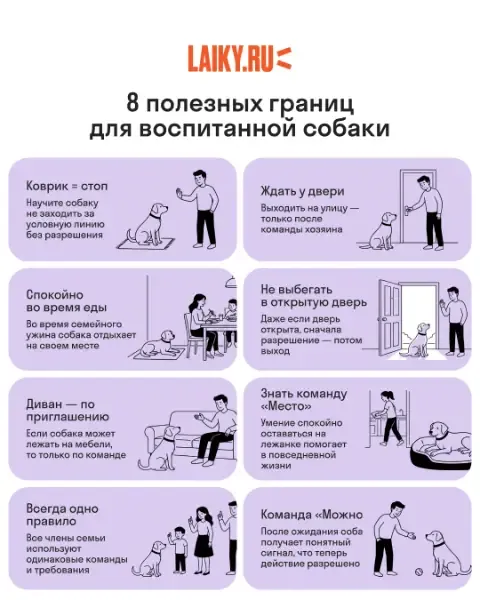 LAIKY.RU
8 полезных границ
для воспитанной собаки
Коврик = стоп
Научите собаку
не заходить за
условную линию
без разрешения
Ждать у двери
Выходить на улицу —
только после
команды хозяина
Спокойно
во время еды
Во время семейного
ужина собака отдыхает
на своем месте
Не выбегать
в открытую дверь
Даже если дверь
открыта, сначала
разрешение — потом
выход
Диван — по
приглашению
Если собака может
лежать на мебели,
то только по команде
Знать команду
«Место»
Умение спокойно
оставаться на
лежанке помогает
в повседневной
жизни
Всегда одно
правило
Все члены семьи
используют
одинаковые команды
и требования
Команда «Можно
После ожидания соба
получает понятный
сигнал, что теперь
действие разрешено